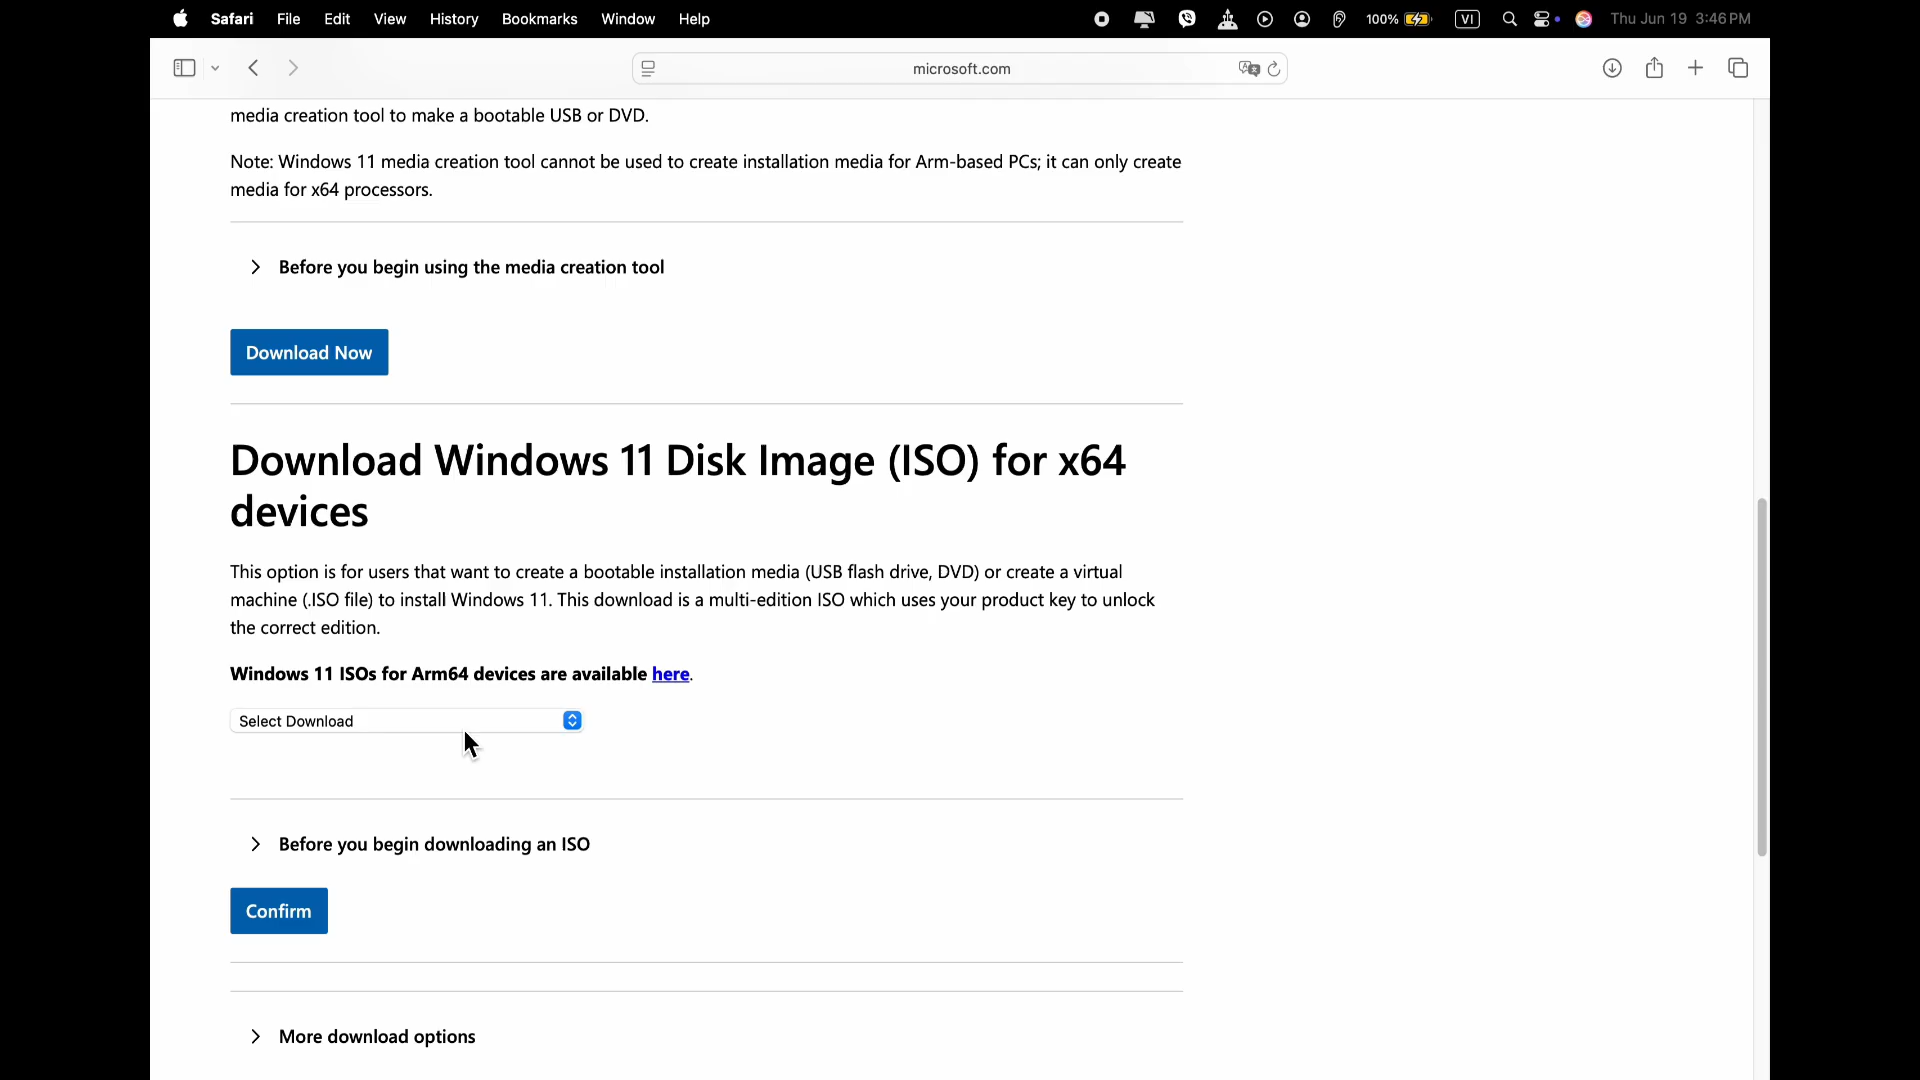 Safari File Edit View History Bookmarks Window Help 100% VI Thu Jun 19 3:46 PM
microsoft.com
media creation tool to make a bootable USB or DVD.
Note: Windows 11 media creation tool cannot be used to create installation media for Arm-based PCs; it can only create
media for x64 processors.
Before you begin using the media creation tool
Download Now
Download Windows 11 Disk Image (ISO) for x64
devices
This option is for users that want to create a bootable installation media (USB flash drive, DVD) or create a virtual
machine (.ISO file) to install Windows 11. This download is a multi-edition ISO which uses your product key to unlock
the correct edition.
Windows 11 ISOs for Arm64 devices are available here.
Select Download
Before you begin downloading an ISO
Confirm
More download options